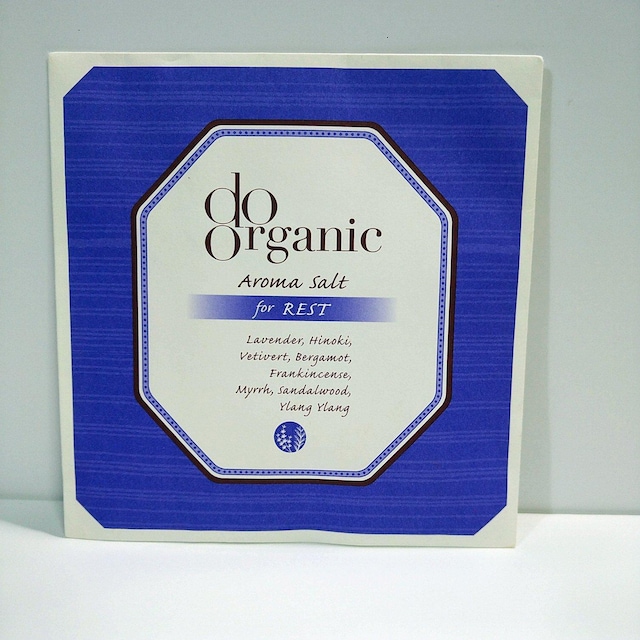 do
organic
Aroma Salt
for REST
Lavender, Hinoki,
Vetivert, Bergamot,
Frankincense,
Myrrh, Sandalwood,
Ylang Ylang